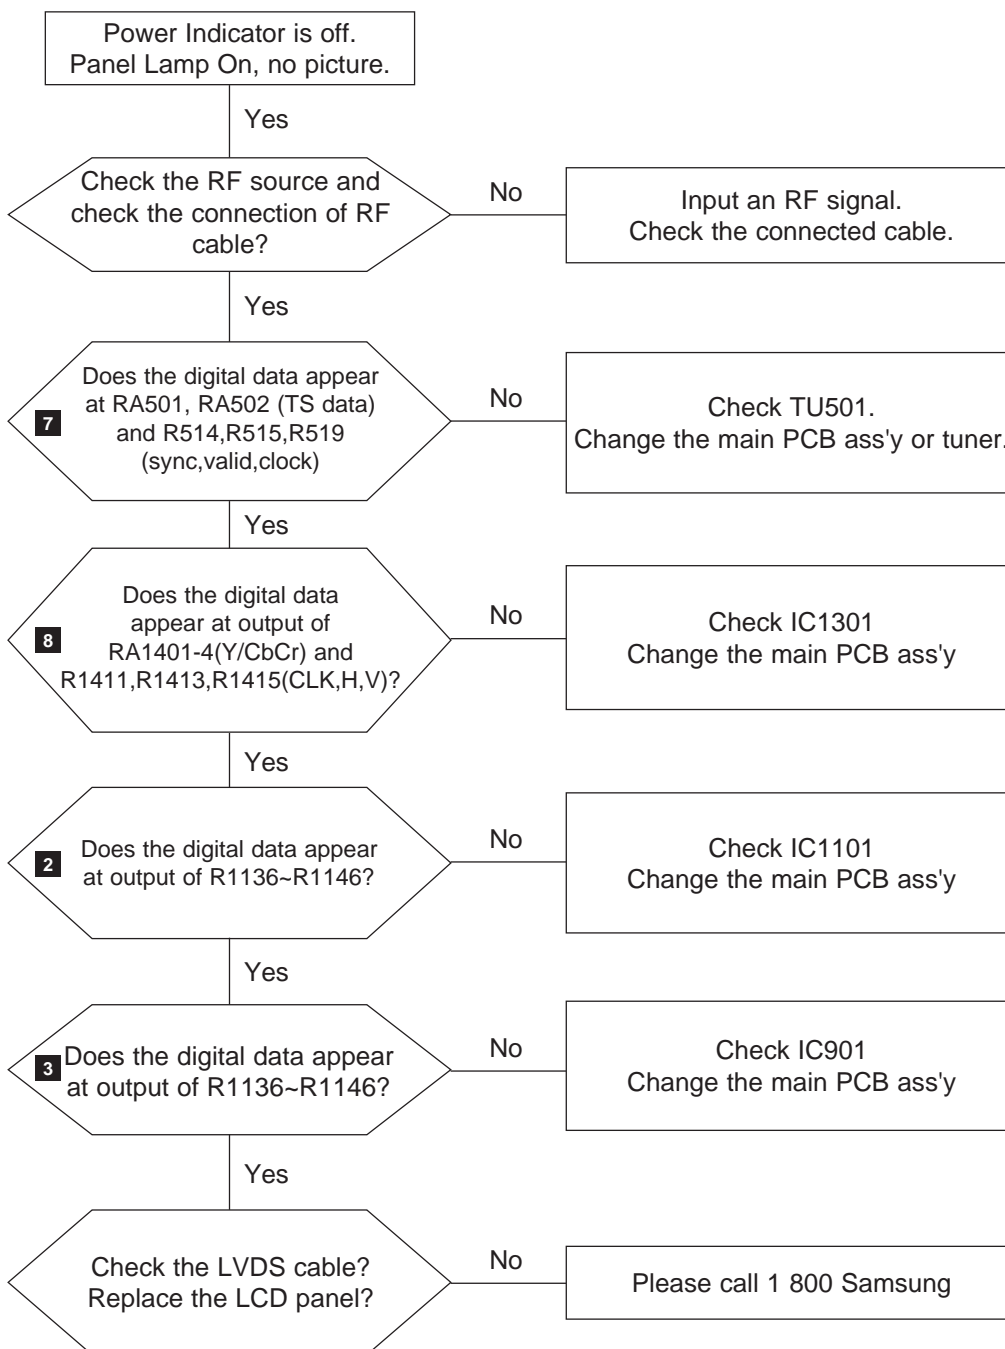 Power Indicator is off.
Panel Lamp On, no picture.
Yes
Check the RF source and
check the connection of RF
cable?
No
Input an RF signal.
Check the connected cable.
Yes
7
Does the digital data appear
at RA501, RA502 (TS data)
and R514,R515,R519
(sync,valid,clock)
No
Check TU501.
Change the main PCB ass'y or tuner.
Yes
8
Does the digital data
appear at output of
RA1401-4(Y/CbCr) and
R1411,R1413,R1415(CLK,H,V)?
No
Check IC1301
Change the main PCB ass'y
Yes
2
Does the digital data appear
at output of R1136~R1146?
No
Check IC1101
Change the main PCB ass'y
Yes
3
Does the digital data appear
at output of R1136~R1146?
No
Check IC901
Change the main PCB ass'y
Yes
Check the LVDS cable?
Replace the LCD panel?
No
Please call 1 800 Samsung